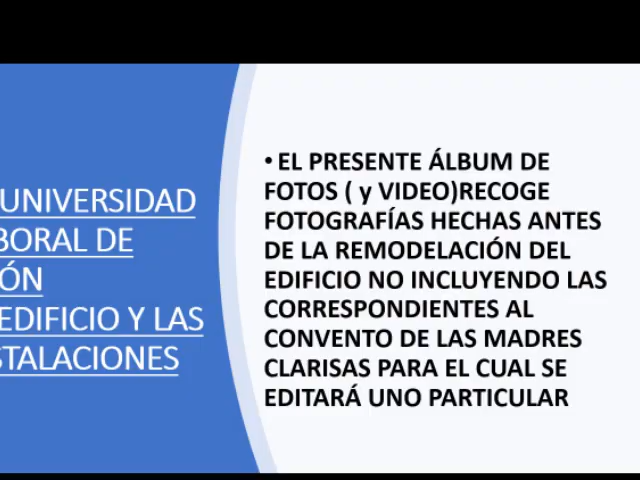 UNIVERSIDAD
BORAL DE
ÓN
EDIFICIO Y LAS
STALACIONES
• EL PRESENTE ÁLBUM DE
FOTOS ( y VIDEO)RECOGE
FOTOGRAFÍAS HECHAS ANTES
DE LA REMODELACIÓN DEL
EDIFICIO NO INCLUYENDO LAS
CORRESPONDIENTES AL
CONVENTO DE LAS MADRES
CLARISAS PARA EL CUAL SE
EDITARÁ UNO PARTICULAR